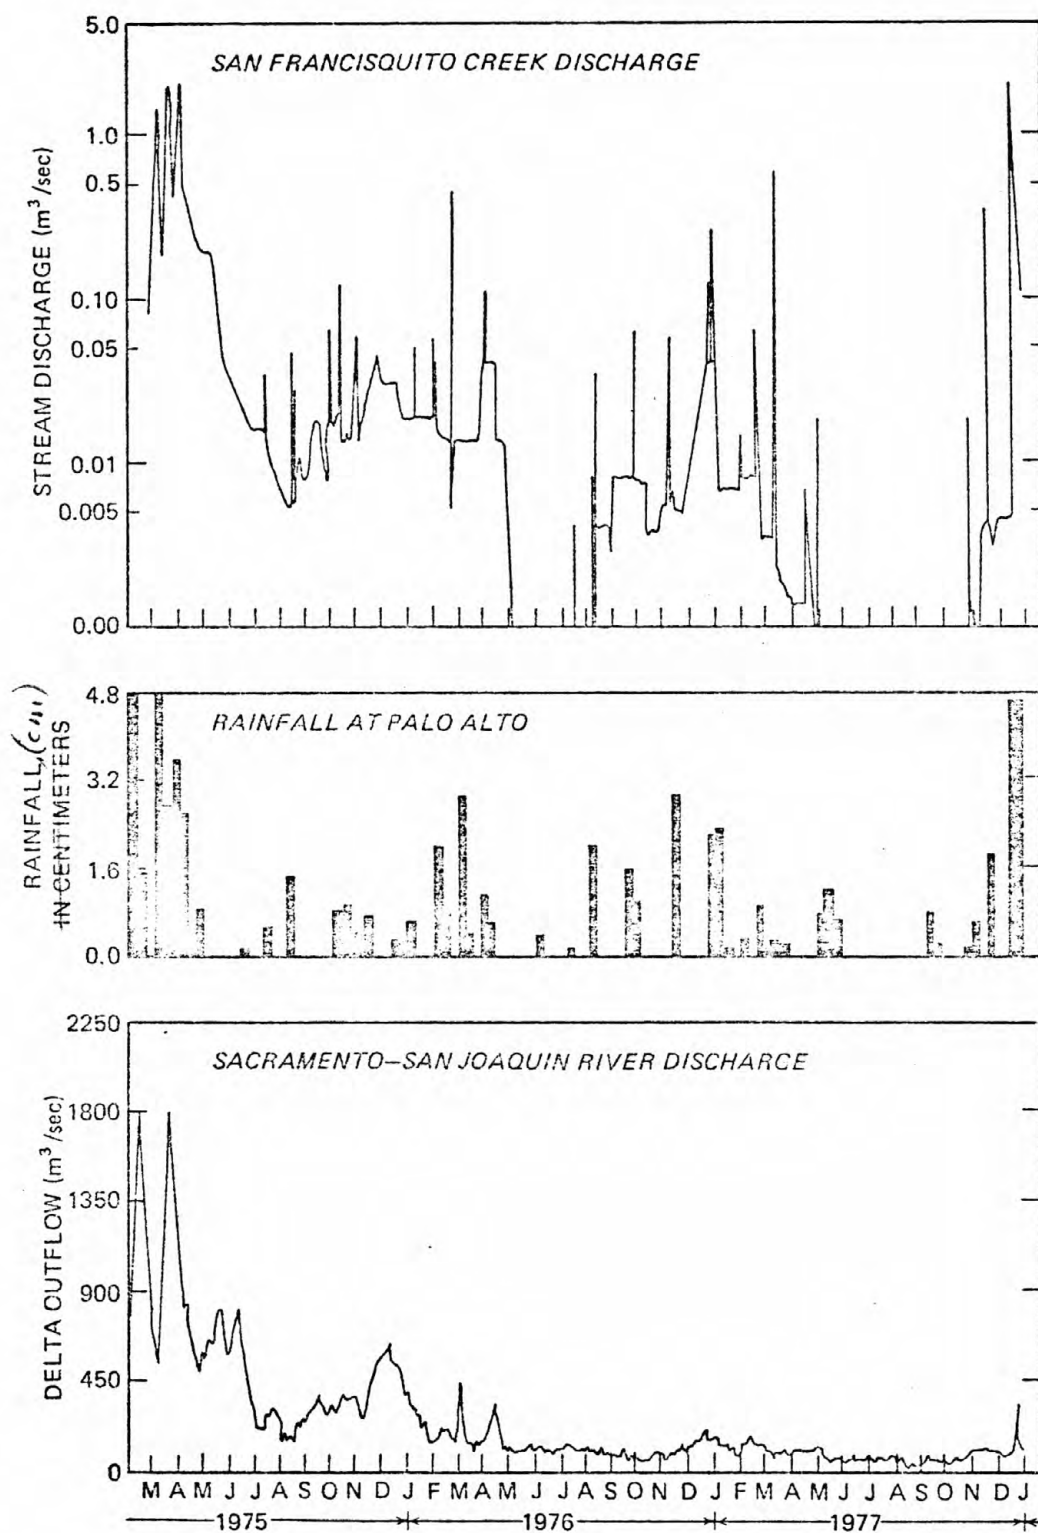 SAN FRANCISQUITO CREEK DISCHARGE
STREAM DISCHARGE (m³/sec)
5.0
1.0
0.5
0.10
0.05
0.01
0.005
0.00
RAINFALL AT PALO ALTO
RAINFALL, (cm)
IN CENTIMETERS
4.8
3.2
1.6
0.0
SACRAMENTO–SAN JOAQUIN RIVER DISCHARGE
DELTA OUTFLOW (m³/sec)
2250
1800
1350
900
450
0
M A M J J A S O N D J F M A M J J A S O N D J F M A M J J A S O N D J
1975 1976 1977